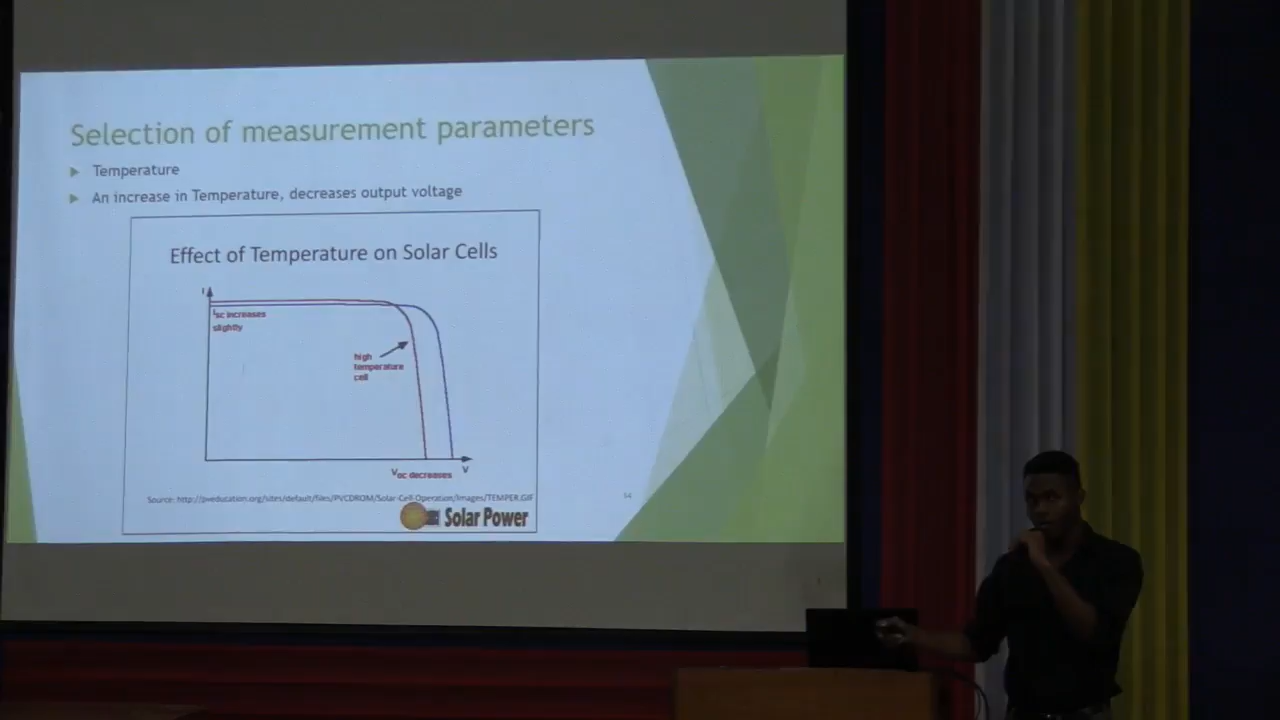 Selection of measurement parameters
Temperature
An increase in Temperature, decreases output voltage
Effect of Temperature on Solar Cells
I
Isc increases
slightly
high
temperature
cell
Voc decreases
V
Source: http://pveducation.org/sites/default/files/PVCDROM/Solar-Cell-Operation/Images/TEMPER.GIF
14
Solar Power